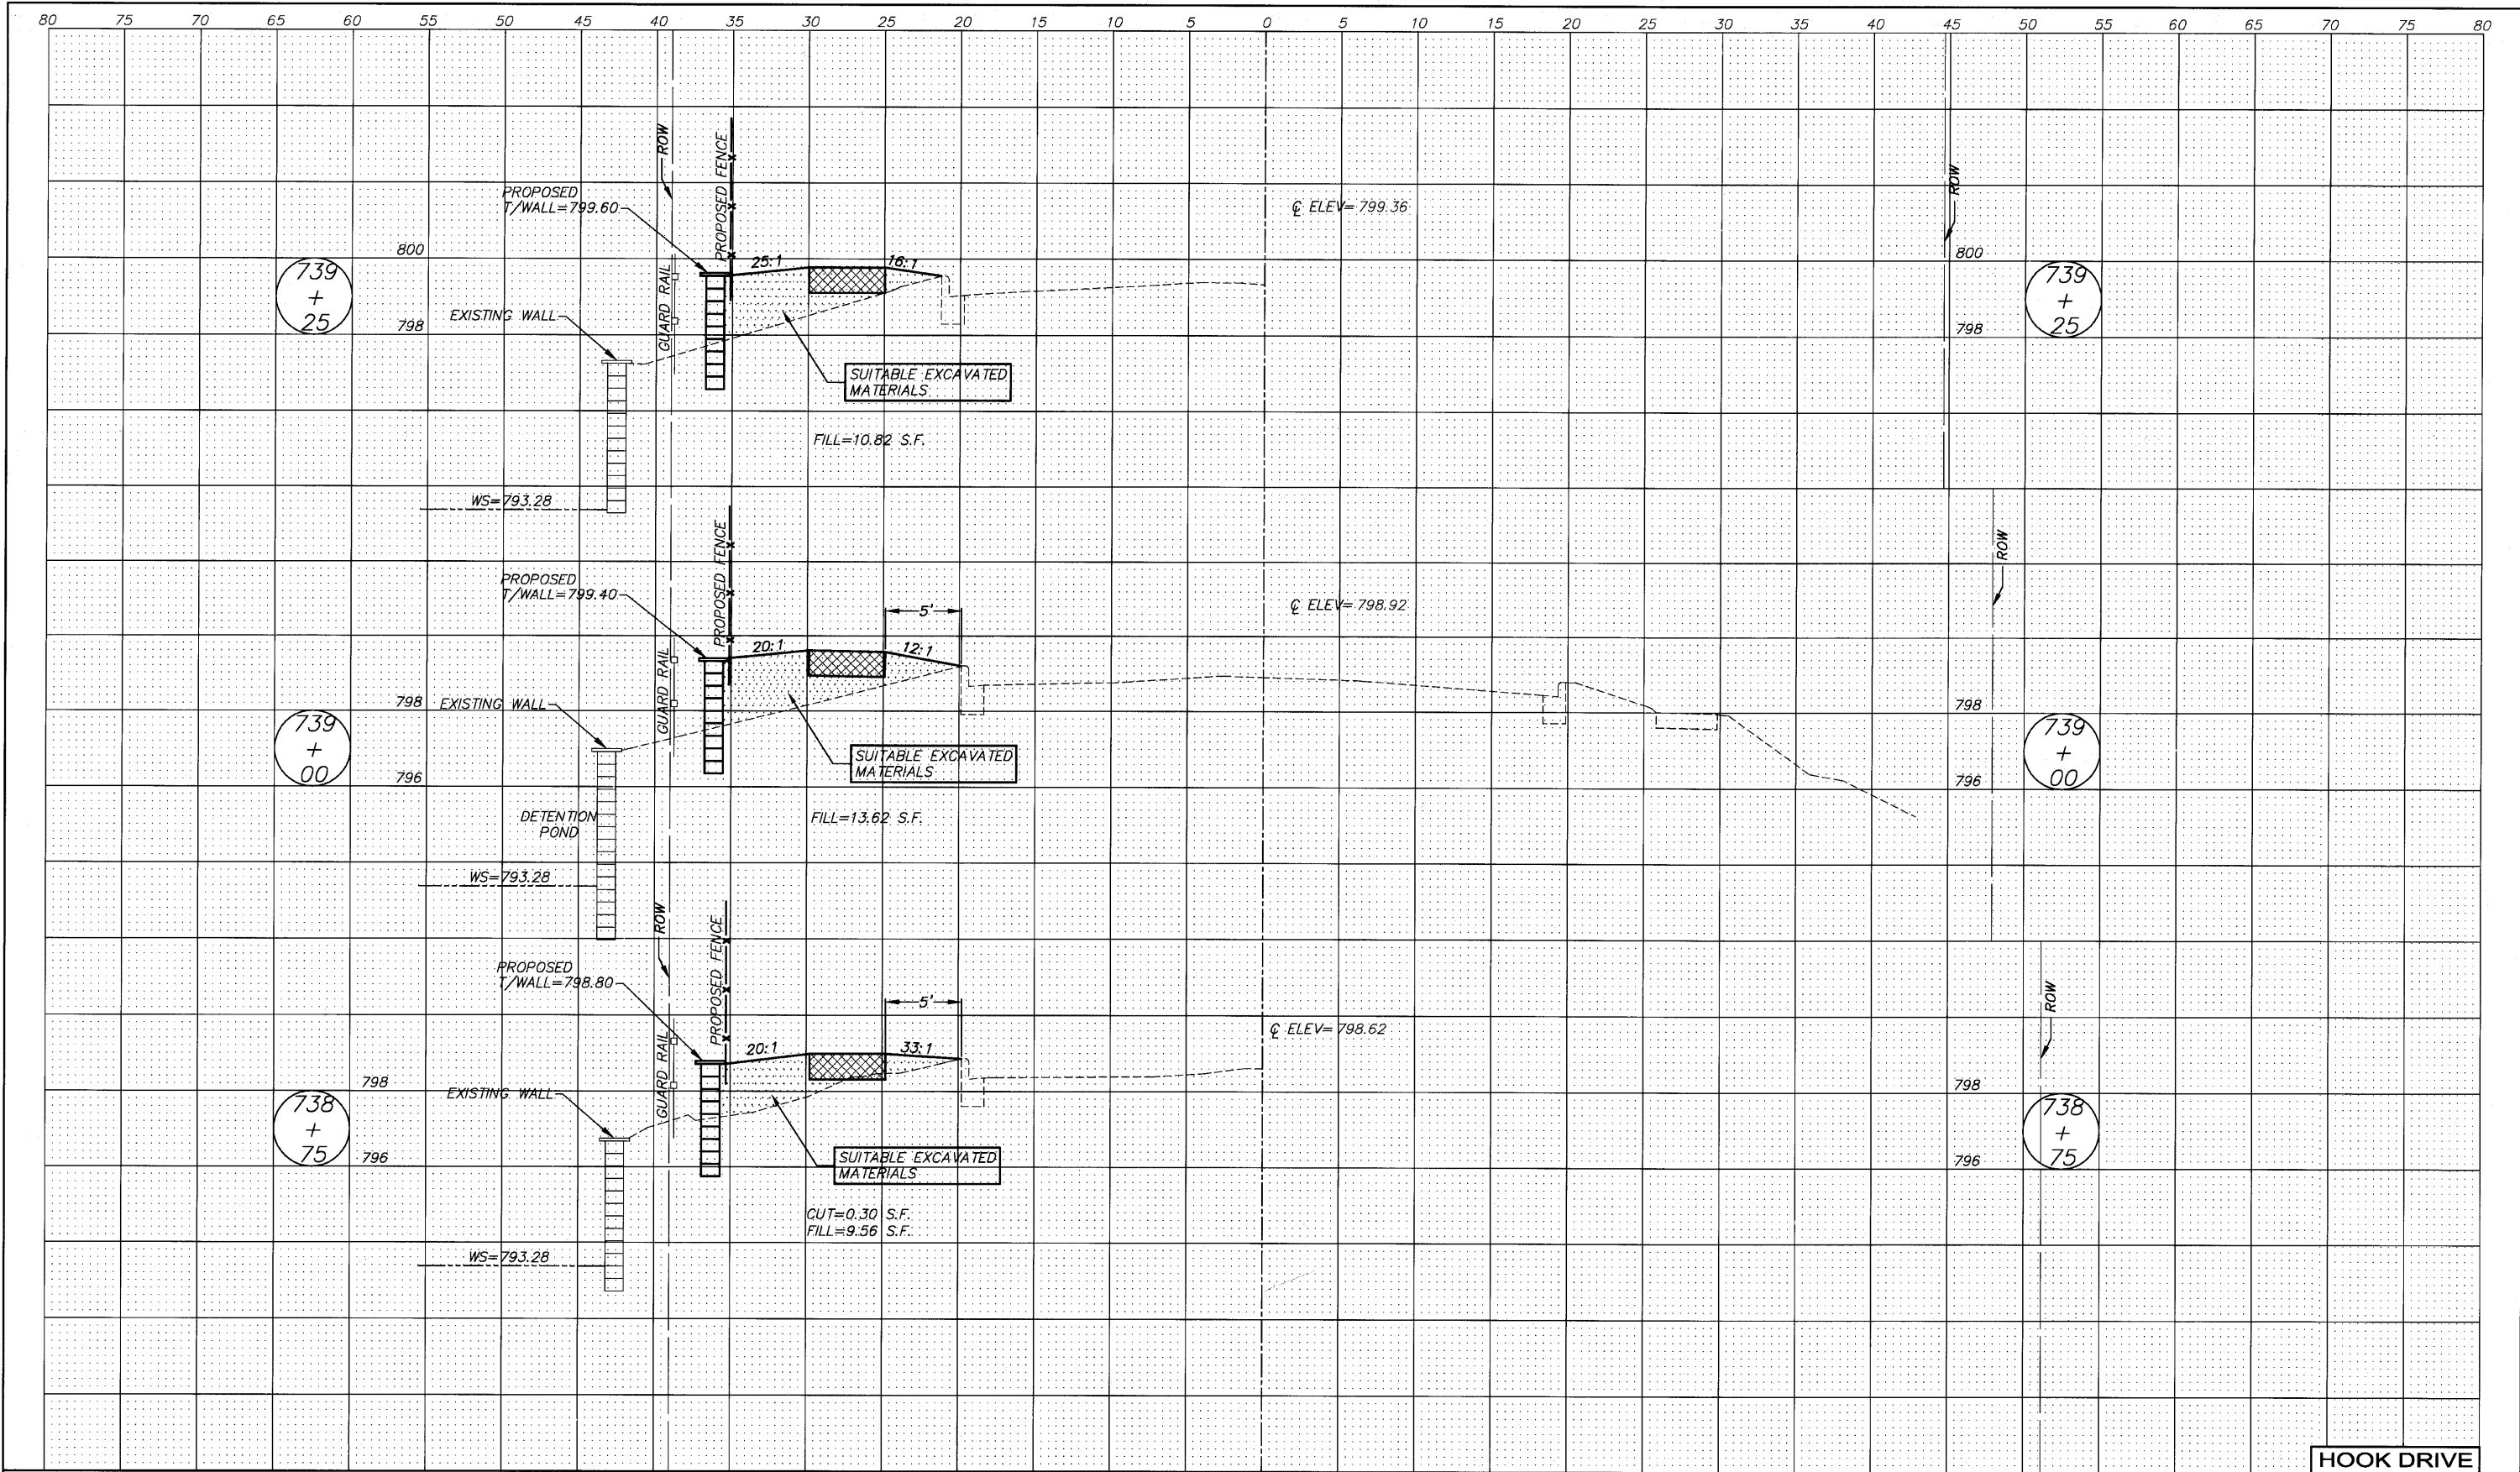 80 75 70 65 60 55 50 45 40 35 30 25 20 15 10 5 0 5 10 15 20 25 30 35 40 45 50 55 60 65 70 75 80
ROW
PROPOSED FENCE
PROPOSED
T/WALL=799.60
℄ ELEV= 799.36
ROW
800
25:1
16:1
800
739
+
25
GUARD RAIL
739
+
25
EXISTING WALL
798
798
SUITABLE EXCAVATED
MATERIALS
FILL=10.82 S.F.
WS=793.28
PROPOSED FENCE
ROW
PROPOSED
T/WALL=799.40
5'
℄ ELEV= 798.92
20:1
12:1
GUARD RAIL
798
EXISTING WALL
798
739
+
00
739
+
00
SUITABLE EXCAVATED
MATERIALS
796
796
DETENTION
POND
FILL=13.62 S.F.
WS=793.28
ROW
PROPOSED FENCE
PROPOSED
T/WALL=798.80
5'
ROW
℄ ELEV= 798.62
20:1
33:1
GUARD RAIL
798
798
EXISTING WALL
738
+
75
738
+
75
796
796
SUITABLE EXCAVATED
MATERIALS
CUT=0.30 S.F.
FILL=9.56 S.F.
WS=793.28
HOOK DRIVE